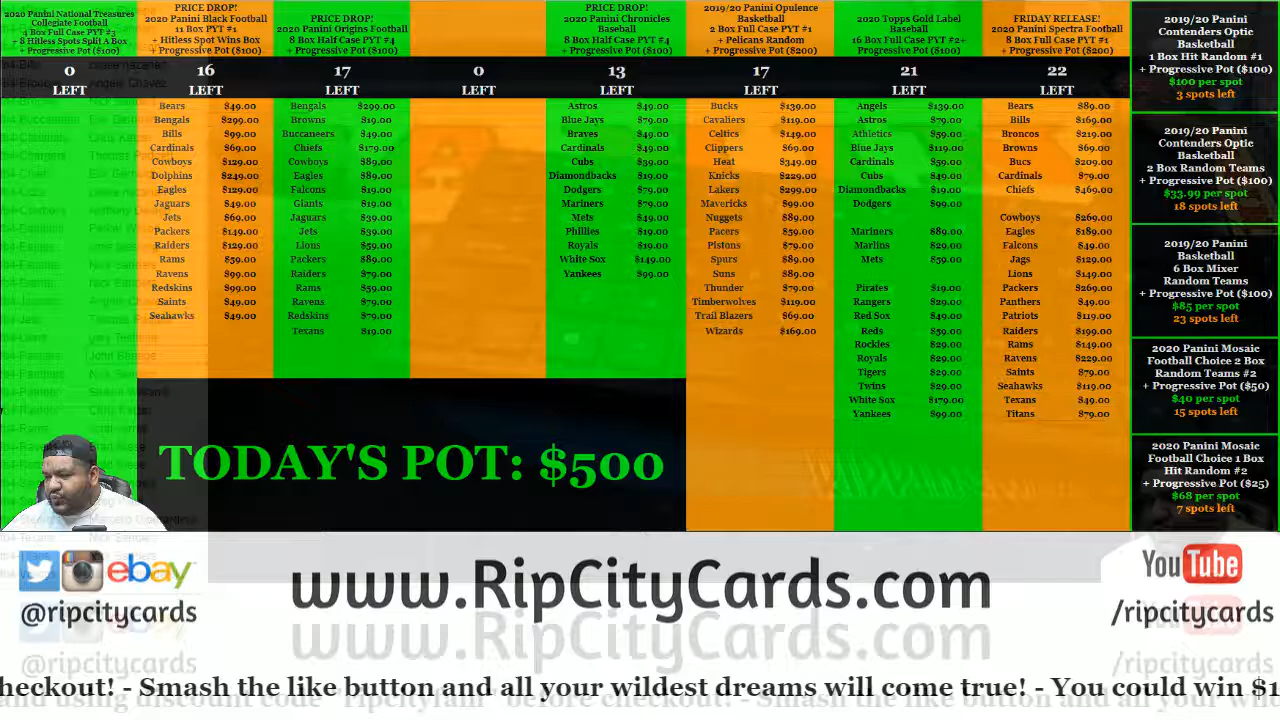 2020 Panini National Treasures
Collegiate Football
4 Box Full Case PYT #3
+ 8 Hitless Spots Split A Box
+ Progressive Pot ($100)
0
LEFT
PRICE DROP!
2020 Panini Black Football
11 Box PYT #1
+ Hitless Spot Wins Box
+ Progressive Pot ($100)
16
LEFT
Bears $49.00
Bengals $299.00
Bills $99.00
Cardinals $69.00
Cowboys $129.00
Dolphins $249.00
Eagles $129.00
Jaguars $49.00
Jets $69.00
Packers $149.00
Raiders $129.00
Rams $59.00
Ravens $99.00
Redskins $99.00
Saints $49.00
Seahawks $49.00
PRICE DROP!
2020 Panini Origins Football
8 Box Half Case PYT #4
+ Progressive Pot ($100)
17
LEFT
Bengals $299.00
Browns $19.00
Buccaneers $49.00
Chiefs $179.00
Cowboys $89.00
Eagles $89.00
Falcons $19.00
Giants $19.00
Jaguars $39.00
Jets $39.00
Lions $59.00
Packers $89.00
Raiders $79.00
Rams $59.00
Ravens $79.00
Redskins $79.00
Texans $19.00
0
LEFT
PRICE DROP!
2020 Panini Chronicles
Baseball
8 Box Half Case PYT #4
+ Progressive Pot ($100)
13
LEFT
Astros $49.00
Blue Jays $79.00
Braves $49.00
Cardinals $49.00
Cubs $39.00
Diamondbacks $19.00
Dodgers $79.00
Mariners $79.00
Mets $49.00
Phillies $19.00
Royals $19.00
White Sox $149.00
Yankees $99.00
2019/20 Panini Opulence
Basketball
2 Box Full Case PYT #1
+ Pelicans Random
+ Progressive Pot ($200)
17
LEFT
Bucks $139.00
Cavaliers $119.00
Celtics $149.00
Clippers $69.00
Heat $349.00
Knicks $229.00
Lakers $299.00
Mavericks $99.00
Nuggets $89.00
Pacers $59.00
Pistons $79.00
Spurs $89.00
Suns $89.00
Thunder $79.00
Timberwolves $119.00
Trail Blazers $69.00
Wizards $169.00
2020 Topps Gold Label
Baseball
16 Box Full Case PYT #2+
+ Progressive Pot ($100)
21
LEFT
Angels $139.00
Astros $79.00
Athletics $59.00
Blue Jays $119.00
Cardinals $59.00
Cubs $49.00
Diamondbacks $19.00
Dodgers $99.00
Mariners $89.00
Marlins $29.00
Mets $59.00
Pirates $19.00
Rangers $29.00
Red Sox $49.00
Reds $59.00
Rockies $29.00
Royals $29.00
Tigers $29.00
Twins $29.00
White Sox $179.00
Yankees $99.00
FRIDAY RELEASE!
2020 Panini Spectra Football
8 Box Full Case PYT #1
+ Progressive Pot ($200)
22
LEFT
Bears $89.00
Bills $169.00
Broncos $219.00
Browns $69.00
Bucs $209.00
Cardinals $79.00
Chiefs $469.00
Cowboys $269.00
Eagles $189.00
Falcons $49.00
Jags $129.00
Lions $149.00
Packers $269.00
Panthers $49.00
Patriots $119.00
Raiders $199.00
Rams $149.00
Ravens $229.00
Saints $79.00
Seahawks $119.00
Texans $49.00
Titans $79.00
2019/20 Panini
Contenders Optic
Basketball
1 Box Hit Random #1
+ Progressive Pot ($100)
$100 per spot
3 spots left
2019/20 Panini
Contenders Optic
Basketball
2 Box Random Teams
+ Progressive Pot ($100)
$33.99 per spot
18 spots left
2019/20 Panini
Basketball
6 Box Mixer
Random Teams
+ Progressive Pot ($100)
$85 per spot
23 spots left
2020 Panini Mosaic
Football Choice 2 Box
Random Teams #2
+ Progressive Pot ($50)
$40 per spot
15 spots left
2020 Panini Mosaic
Football Choice 1 Box
Hit Random #2
+ Progressive Pot ($25)
$68 per spot
7 spots left
TODAY'S POT: $500
ebay
@ripcitycards
www.RipCityCards.com
YouTube
/ripcitycards
heckout! - Smash the like button and all your wildest dreams will come true! - You could win $1